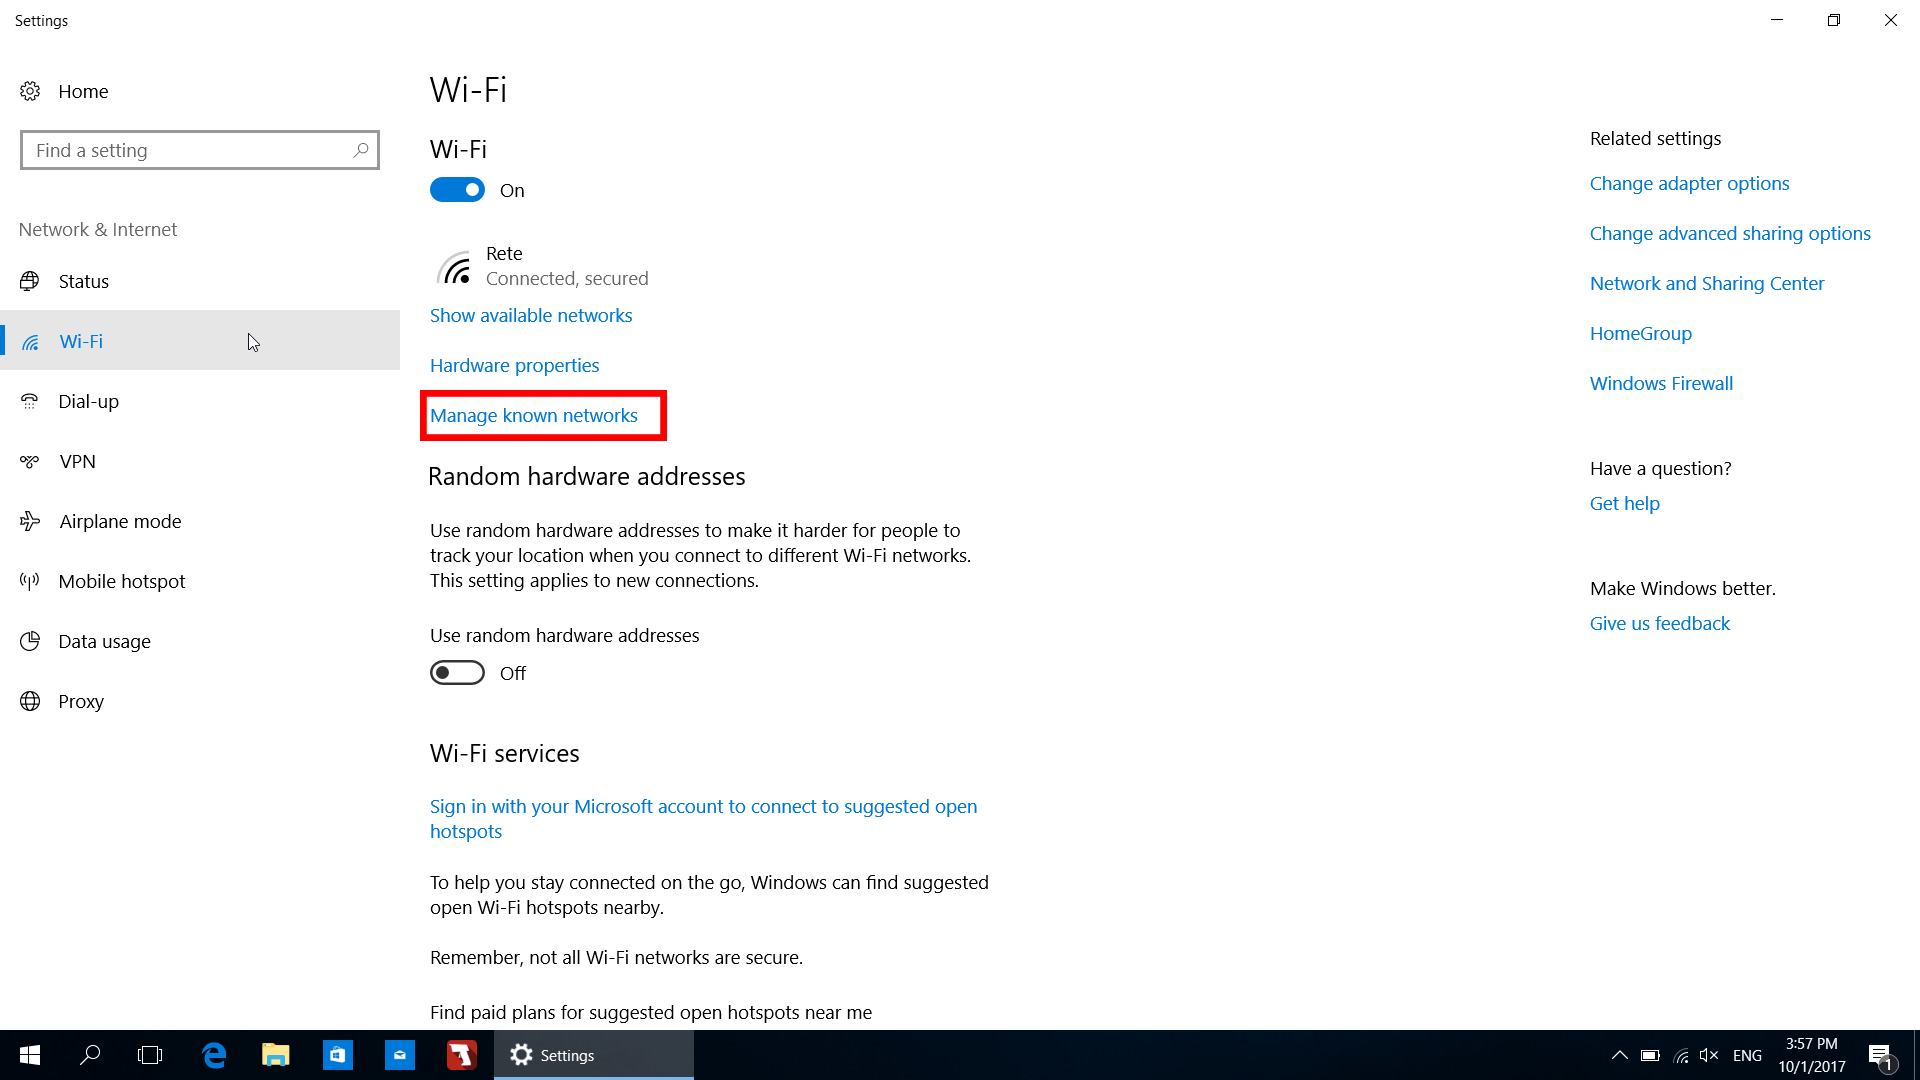 Settings
Home
Find a setting
Network & Internet
Status
Wi-Fi
Dial-up
VPN
Airplane mode
Mobile hotspot
Data usage
Proxy
Wi-Fi
Wi-Fi
On
Rete
Connected, secured
Show available networks
Hardware properties
Manage known networks
Random hardware addresses
Use random hardware addresses to make it harder for people to
track your location when you connect to different Wi-Fi networks.
This setting applies to new connections.
Use random hardware addresses
Off
Wi-Fi services
Sign in with your Microsoft account to connect to suggested open
hotspots
To help you stay connected on the go, Windows can find suggested
open Wi-Fi hotspots nearby.
Remember, not all Wi-Fi networks are secure.
Find paid plans for suggested open hotspots near me
Related settings
Change adapter options
Change advanced sharing options
Network and Sharing Center
HomeGroup
Windows Firewall
Have a question?
Get help
Make Windows better.
Give us feedback
Settings
ENG
3:57 PM
10/1/2017
1